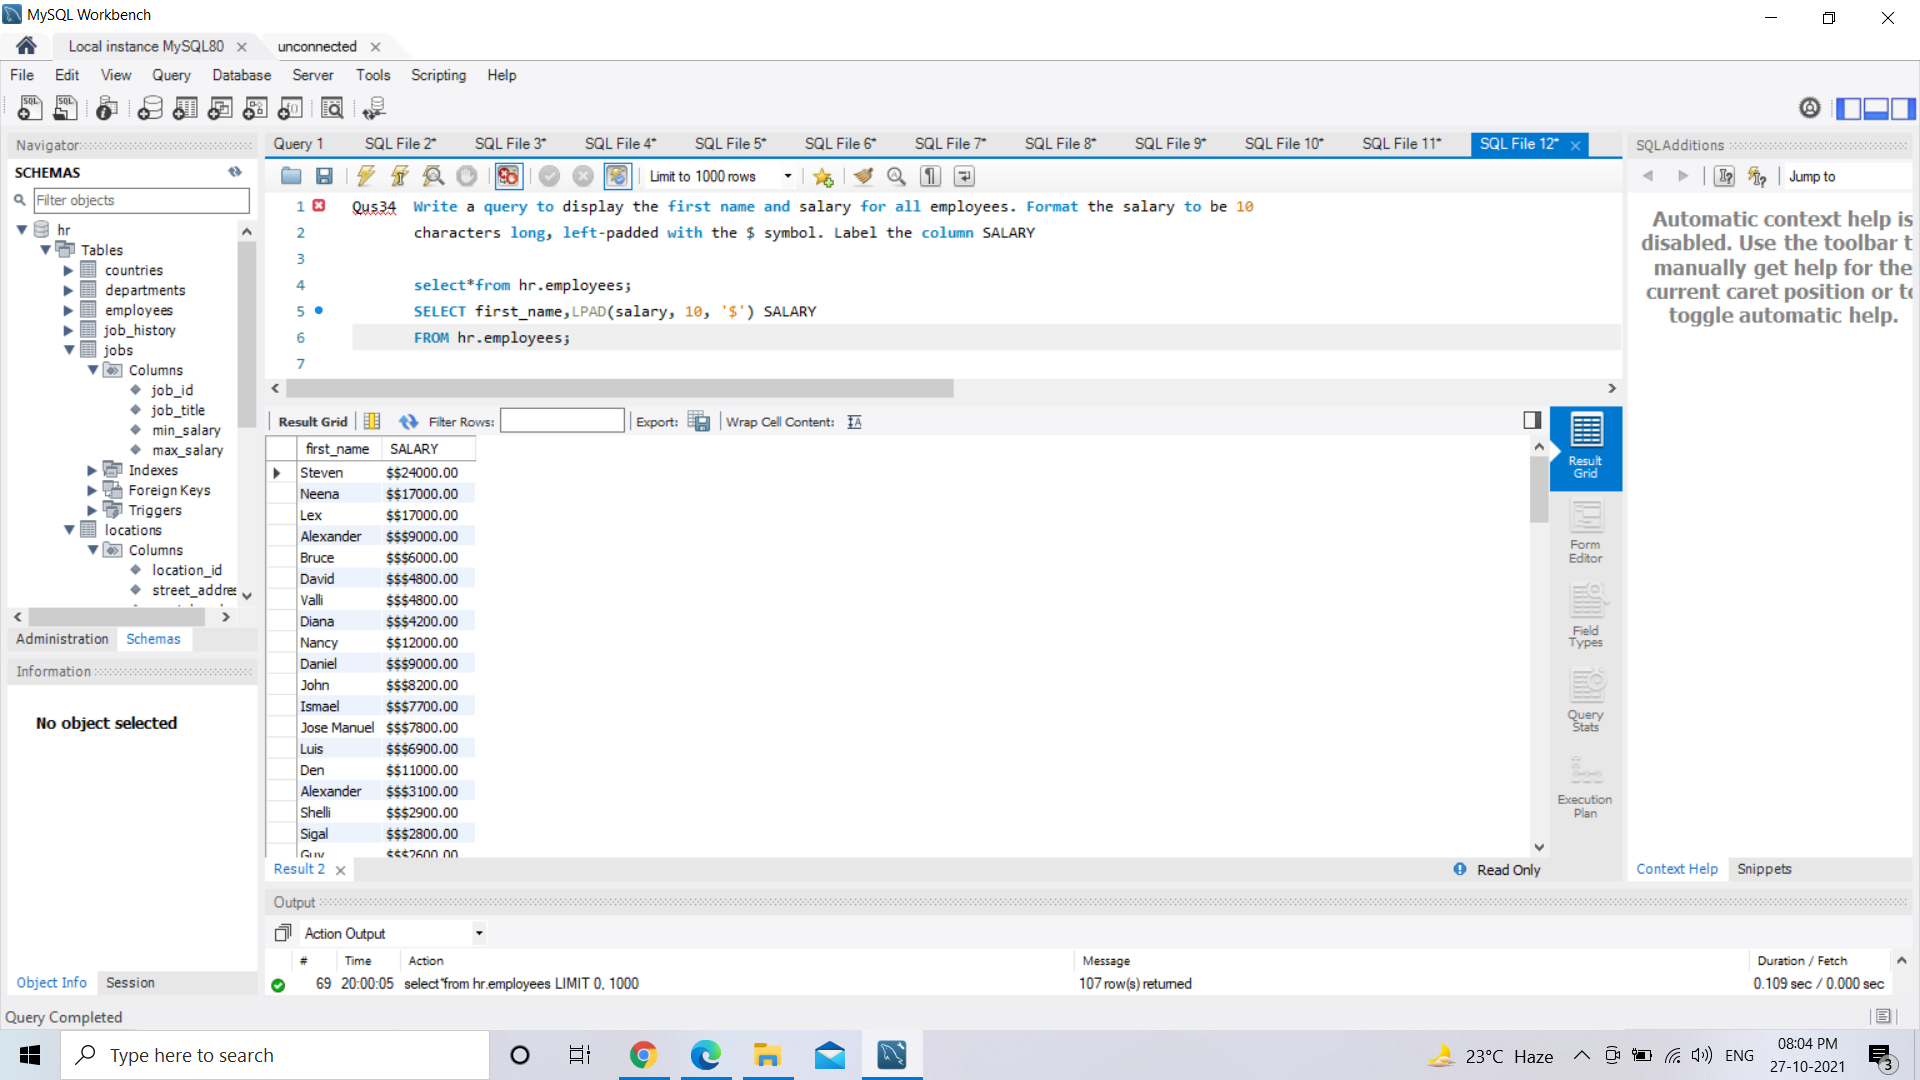 MySQL Workbench
Local instance MySQL80
unconnected
File Edit View Query Database Server Tools Scripting Help
Navigator
SCHEMAS
Filter objects
hr
Tables
countries
departments
employees
job_history
jobs
Columns
job_id
job_title
min_salary
max_salary
Indexes
Foreign Keys
Triggers
locations
Columns
location_id
street_addre
Administration Schemas
Information
No object selected
Object Info Session
Query Completed
Query 1 SQL File 2* SQL File 3* SQL File 4* SQL File 5* SQL File 6* SQL File 7* SQL File 8* SQL File 9* SQL File 10* SQL File 11* SQL File 12*
Limit to 1000 rows
1 Qus34 Write a query to display the first name and salary for all employees. Format the salary to be 10
2 characters long, left-padded with the $ symbol. Label the column SALARY
3
4 select*from hr.employees;
5 SELECT first_name,LPAD(salary, 10, '$') SALARY
6 FROM hr.employees;
7
Result Grid Filter Rows: Export: Wrap Cell Content:
first_name SALARY
Steven $$24000.00
Neena $$17000.00
Lex $$17000.00
Alexander $$$9000.00
Bruce $$$6000.00
David $$$4800.00
Valli $$$4800.00
Diana $$$4200.00
Nancy $$12000.00
Daniel $$$9000.00
John $$$8200.00
Ismael $$$7700.00
Jose Manuel $$$7800.00
Luis $$$6900.00
Den $$11000.00
Alexander $$$3100.00
Shelli $$$2900.00
Sigal $$$2800.00
Guy $$$2600.00
Result Grid
Form Editor
Field Types
Query Stats
Execution Plan
Result 2
Read Only
SQLAdditions
Jump to
Automatic context help is
disabled. Use the toolbar t
manually get help for the
current caret position or to
toggle automatic help.
Context Help Snippets
Output
Action Output
# Time Action Message Duration / Fetch
69 20:00:05 select*from hr.employees LIMIT 0, 1000 107 row(s) returned 0.109 sec / 0.000 sec
Type here to search
23°C Haze
ENG
08:04 PM
27-10-2021
3